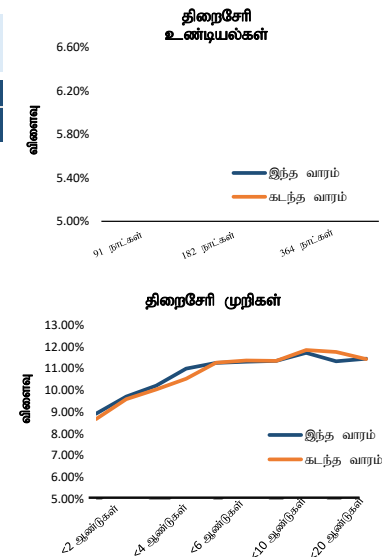 திறைசேரி
உண்டியல்கள்
6.60%
6.20%
5.80%
5.40%
5.00%
விளைவு
இந்த வாரம்
கடந்த வாரம்
91 நாட்கள்
182 நாட்கள்
364 நாட்கள்
திறைசேரி முறிகள்
13.00%
12.00%
11.00%
10.00%
9.00%
8.00%
7.00%
6.00%
5.00%
விளைவு
இந்த வாரம்
கடந்த வாரம்
<2 ஆண்டுகள்
<4 ஆண்டுகள்
<6 ஆண்டுகள்
<10 ஆண்டுகள்
<20 ஆண்டுகள்